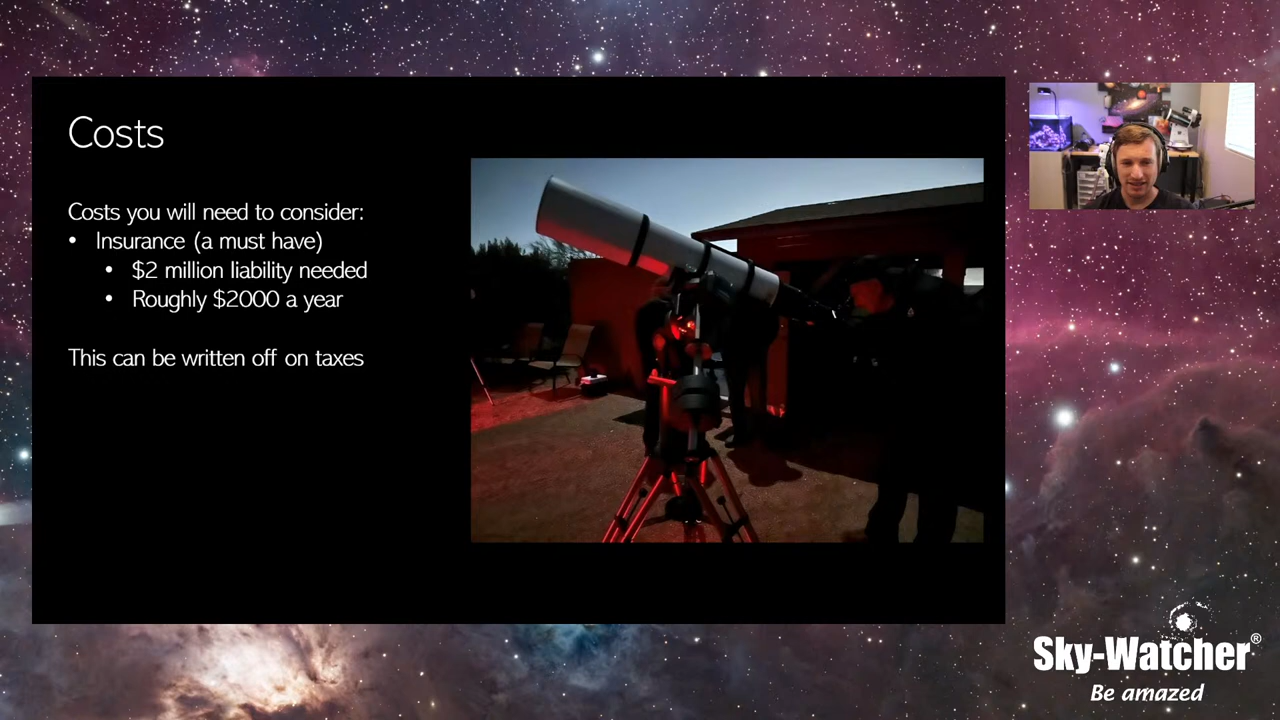 Costs
Costs you will need to consider:
• Insurance (a must have)
• $2 million liability needed
• Roughly $2000 a year
This can be written off on taxes
Sky-Watcher®
Be amazed